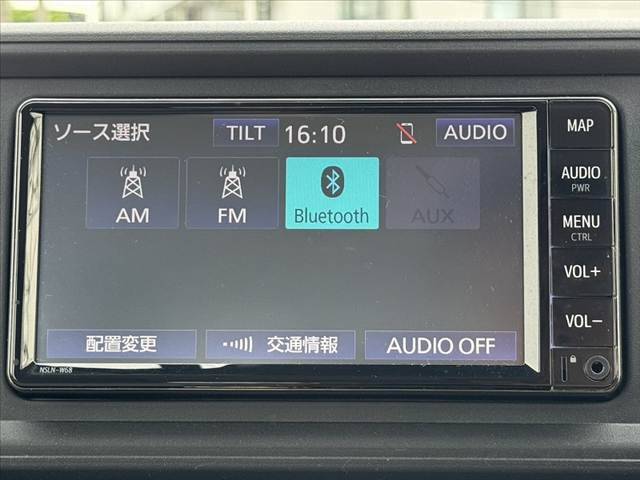 ソース選択 TILT 16:10 AUDIO
AM FM Bluetooth AUX
配置変更 交通情報 AUDIO OFF
NSLN-W68
MAP
AUDIO
PWR
MENU
CTRL
VOL+
VOL−